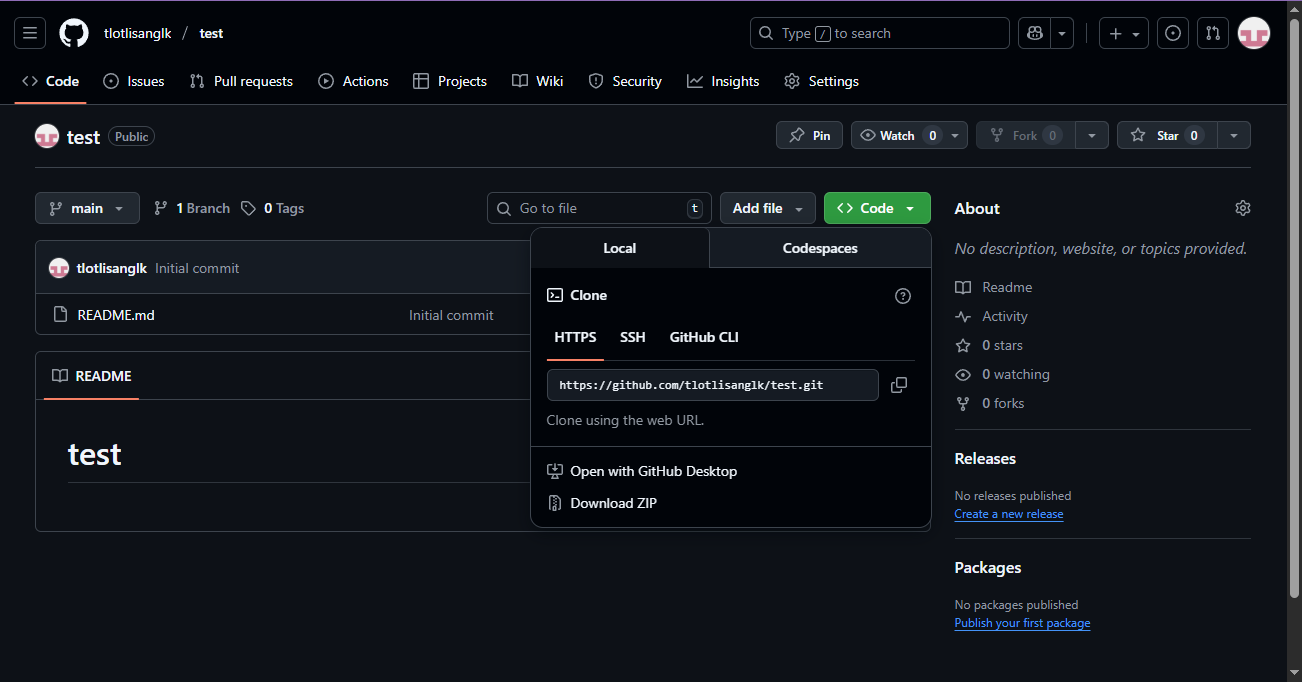 tlotlisanglk / test
Type / to search
Code Issues Pull requests Actions Projects Wiki Security Insights Settings
test Public
Pin Watch 0 Fork 0 Star 0
main 1 Branch 0 Tags
Go to file t Add file Code
tlotlisanglk Initial commit
README.md Initial commit
README
test
Local Codespaces
Clone
HTTPS SSH GitHub CLI
https://github.com/tlotlisanglk/test.git
Clone using the web URL.
Open with GitHub Desktop
Download ZIP
About
No description, website, or topics provided.
Readme
Activity
0 stars
0 watching
0 forks
Releases
No releases published
Create a new release
Packages
No packages published
Publish your first package